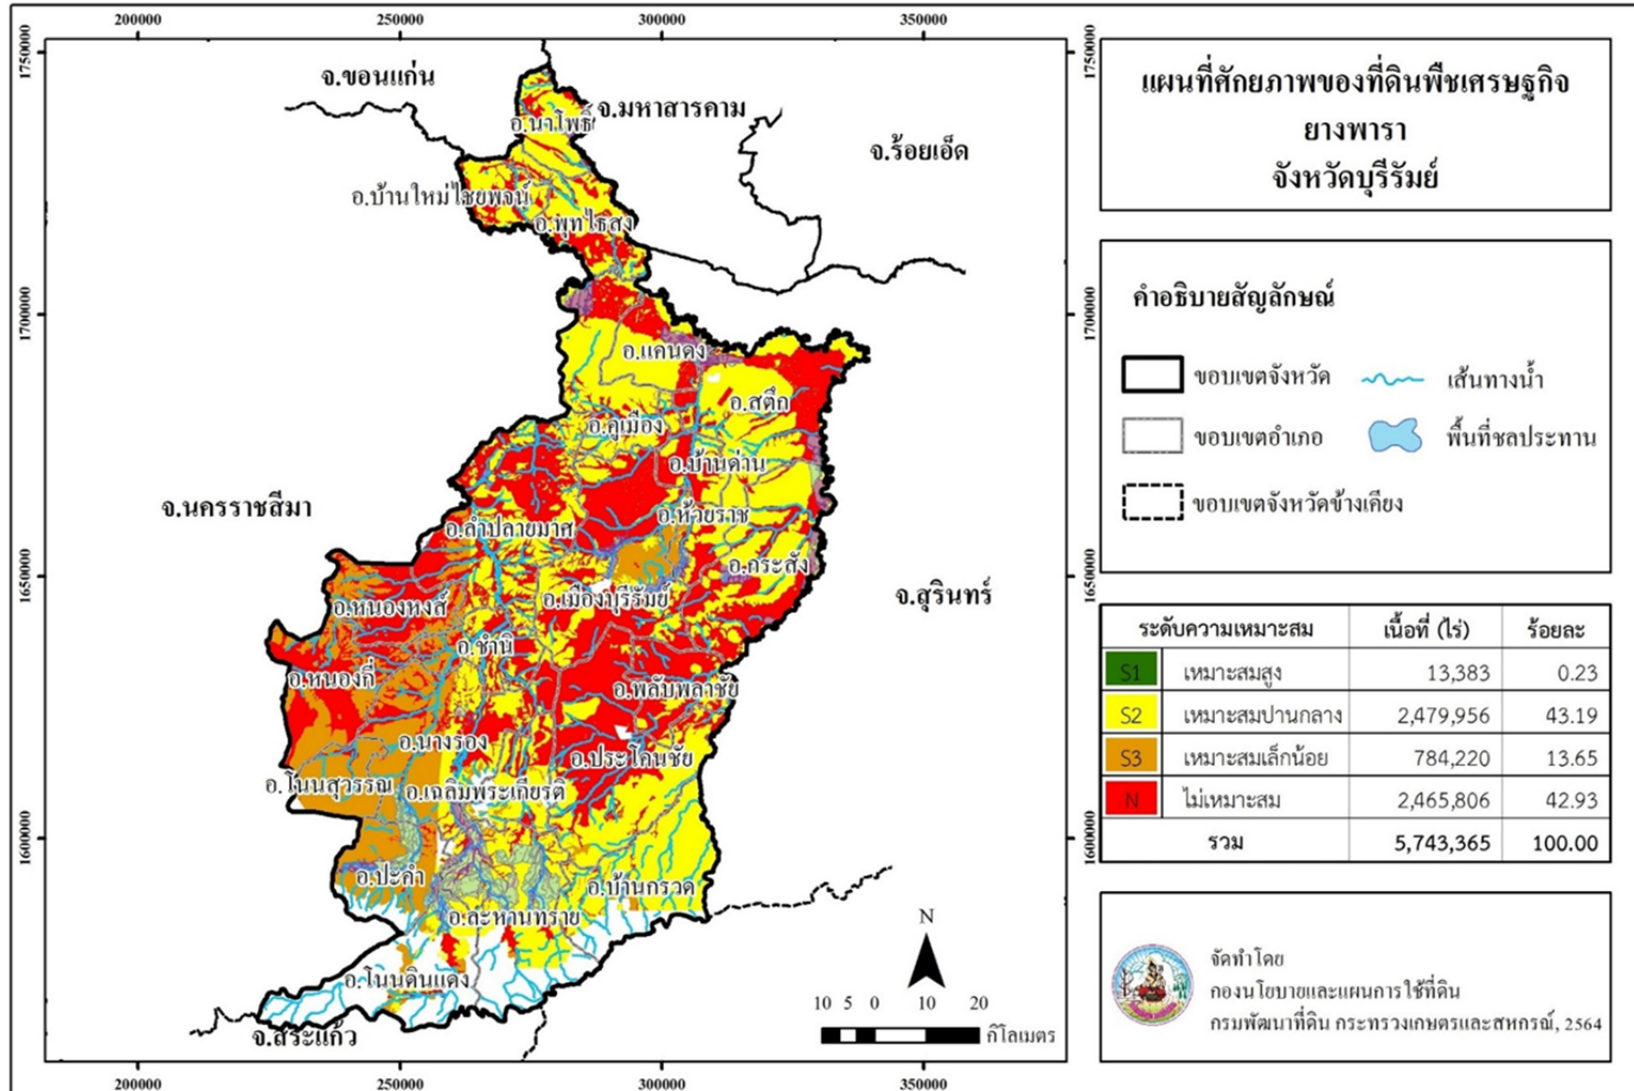 200000
250000
300000
350000
1750000
1700000
1650000
1600000
1750000
1700000
1650000
1600000
200000
250000
300000
350000
จ.ขอนแก่น
จ.มหาสารคาม
จ.ร้อยเอ็ด
อ.นาโพธิ์
อ.บ้านใหม่ไชยพจน์
อ.พุทไธสง
อ.แคนดง
อ.สตึก
อ.คูเมือง
อ.บ้านด่าน
จ.นครราชสีมา
อ.ห้วยราช
อ.ลำปลายมาศ
อ.กระสัง
จ.สุรินทร์
อ.เมืองบุรีรัมย์
อ.หนองหงส์
อ.ชำนิ
อ.หนองกี่
อ.พลับพลาชัย
อ.นางรอง
อ.ประโคนชัย
อ.โนนสุวรรณ
อ.เฉลิมพระเกียรติ
อ.ปะคำ
อ.บ้านกรวด
อ.ละหานทราย
อ.โนนดินแดง
จ.สระแก้ว
N
10 5 0 10 20
กิโลเมตร
แผนที่ศักยภาพของที่ดินพืชเศรษฐกิจ
ยางพารา
จังหวัดบุรีรัมย์
คำอธิบายสัญลักษณ์
ขอบเขตจังหวัด เส้นทางน้ำ
ขอบเขตอำเภอ พื้นที่ชลประทาน
ขอบเขตจังหวัดข้างเคียง
ระดับความเหมาะสม เนื้อที่ (ไร่) ร้อยละ
S1 เหมาะสมสูง 13,383 0.23
S2 เหมาะสมปานกลาง 2,479,956 43.19
S3 เหมาะสมเล็กน้อย 784,220 13.65
N ไม่เหมาะสม 2,465,806 42.93
รวม 5,743,365 100.00
จัดทำโดย
กองนโยบายและแผนการใช้ที่ดิน
กรมพัฒนาที่ดิน กระทรวงเกษตรและสหกรณ์, 2564